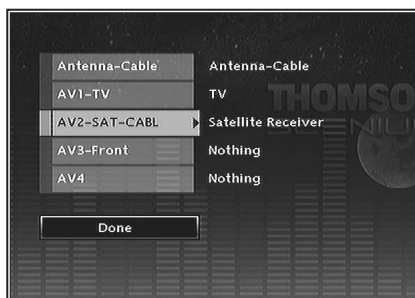 Antenna-Cable Antenna-Cable
AV1-TV TV
THOMSO
SCENIU
AV2-SAT-CABL Satellite Receiver
AV3-Front Nothing
AV4 Nothing
Done